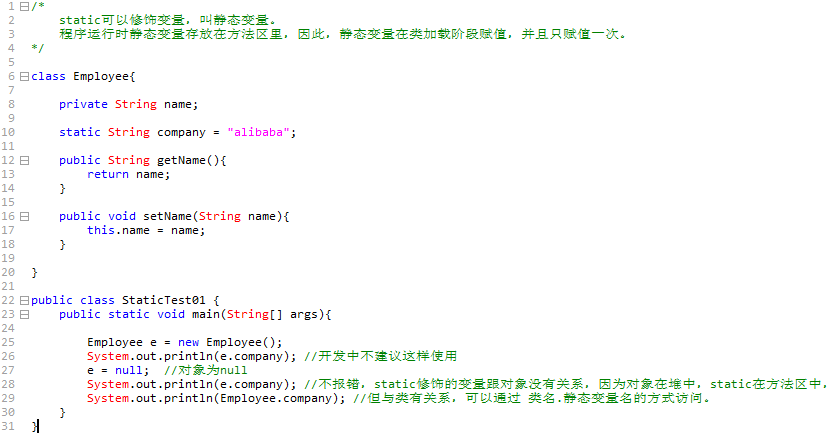 1 /*
2     static可以修饰变量，叫静态变量。
3     程序运行时静态变量存放在方法区里，因此，静态变量在类加载阶段赋值，并且只赋值一次。
4 */
5
6 class Employee{
7
8     private String name;
9
10     static String company = "alibaba";
11
12     public String getName(){
13         return name;
14     }
15
16     public void setName(String name){
17         this.name = name;
18     }
19
20 }
21
22 public class StaticTest01 {
23     public static void main(String[] args){
24
25         Employee e = new Employee();
26         System.out.println(e.company); //开发中不建议这样使用
27         e = null;  //对象为null
28         System.out.println(e.company); //不报错，static修饰的变量跟对象没有关系，因为对象在堆中，static在方法区中，
29         System.out.println(Employee.company); //但与类有关系，可以通过 类名.静态变量名的方式访问。
30     }
31 }